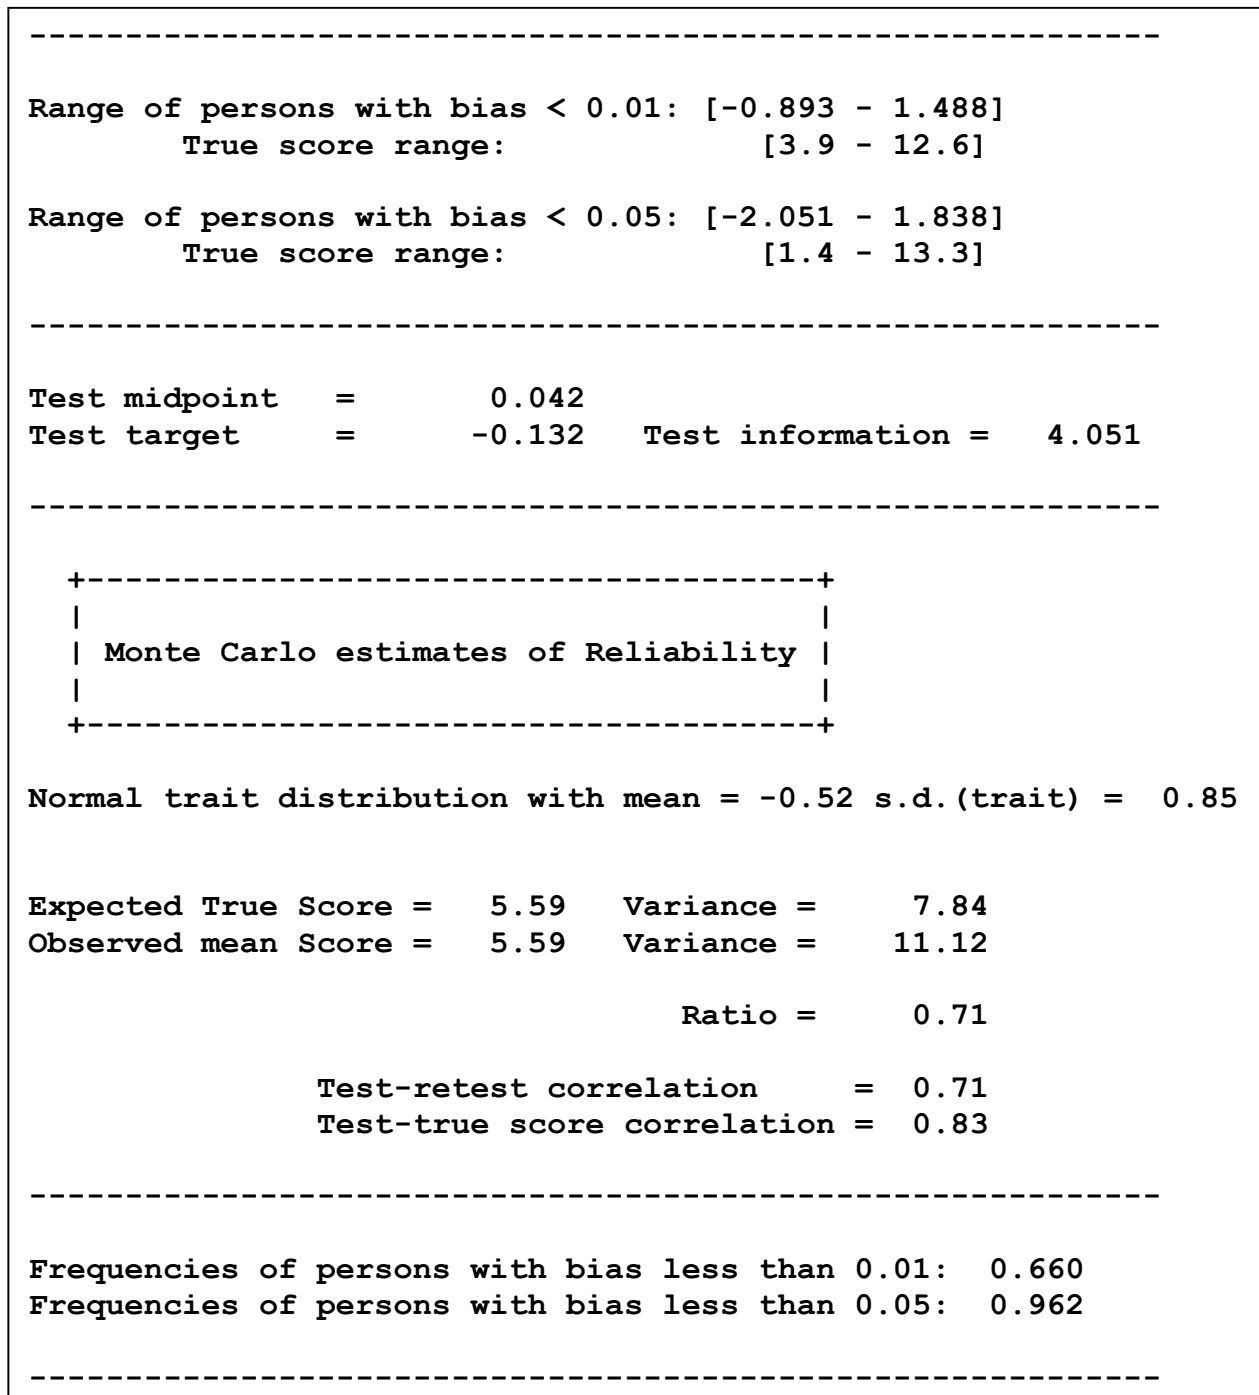 -----------------------------------------------------------
Range of persons with bias < 0.01: [-0.893 - 1.488]
        True score range:             [3.9 - 12.6]
Range of persons with bias < 0.05: [-2.051 - 1.838]
        True score range:             [1.4 - 13.3]
-----------------------------------------------------------
Test midpoint   =       0.042
Test target     =      -0.132   Test information =   4.051
-----------------------------------------------------------
  +--------------------------------------+
  |                                      |
  | Monte Carlo estimates of Reliability |
  |                                      |
  +--------------------------------------+
Normal trait distribution with mean = -0.52 s.d.(trait) =  0.85
Expected True Score =   5.59   Variance =     7.84
Observed mean Score =   5.59   Variance =    11.12
                                  Ratio =     0.71
               Test-retest correlation     =  0.71
               Test-true score correlation =  0.83
-----------------------------------------------------------
Frequencies of persons with bias less than 0.01:  0.660
Frequencies of persons with bias less than 0.05:  0.962
-----------------------------------------------------------